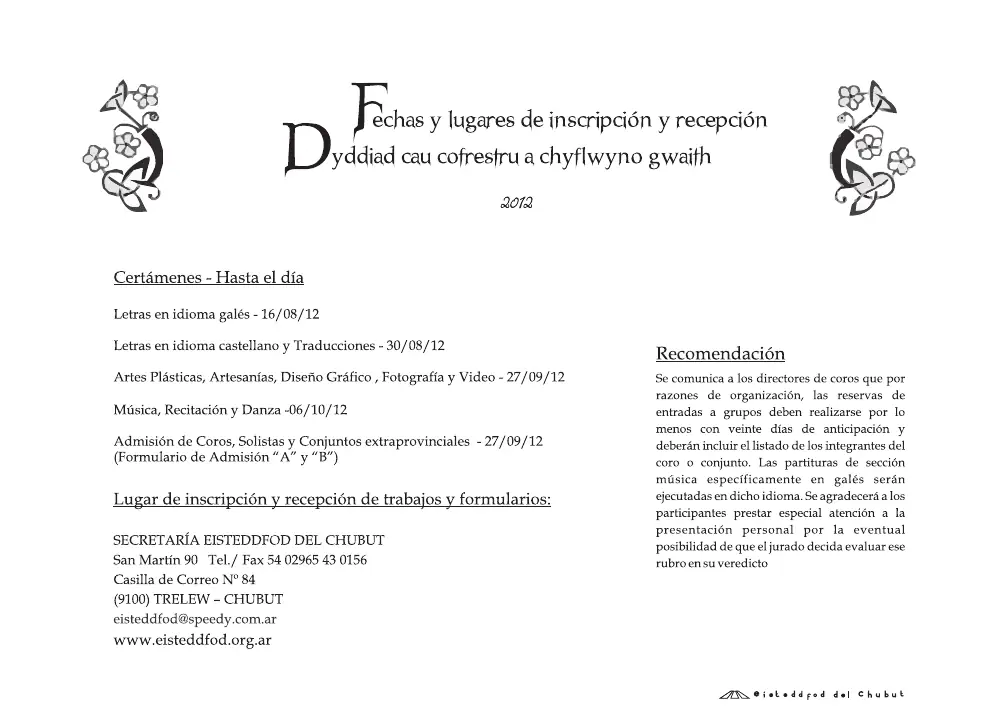 Fechas y lugares de inscripción y recepción
Dyddiad cau cofrestru a chyflwyno gwaith
2012
Certámenes - Hasta el día
Letras en idioma galés - 16/08/12
Letras en idioma castellano y Traducciones - 30/08/12
Artes Plásticas, Artesanías, Diseño Gráfico , Fotografía y Video - 27/09/12
Música, Recitación y Danza -06/10/12
Admisión de Coros, Solistas y Conjuntos extraprovinciales - 27/09/12
(Formulario de Admisión “A” y “B”)
Lugar de inscripción y recepción de trabajos y formularios:
SECRETARÍA EISTEDDFOD DEL CHUBUT
San Martín 90 Tel./ Fax 54 02965 43 0156
Casilla de Correo Nº 84
(9100) TRELEW – CHUBUT
eisteddfod@speedy.com.ar
www.eisteddfod.org.ar
Recomendación
Se comunica a los directores de coros que por
razones de organización, las reservas de
entradas a grupos deben realizarse por lo
menos con veinte días de anticipación y
deberán incluir el listado de los integrantes del
coro o conjunto. Las partituras de sección
música específicamente en galés serán
ejecutadas en dicho idioma. Se agradecerá a los
participantes prestar especial atención a la
presentación personal por la eventual
posibilidad de que el jurado decida evaluar ese
rubro en su veredicto
eisteddfod del Chubut